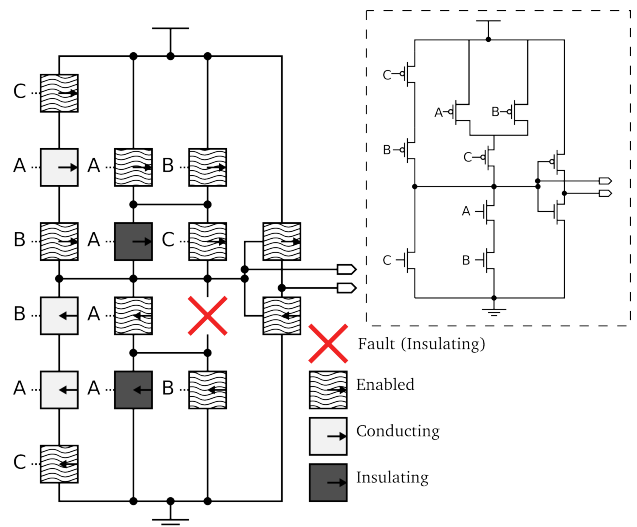 C
A A B
B A C
B A
A A B
C
C
A B
B
C
A
C B
Fault (Insulating)
Enabled
Conducting
Insulating